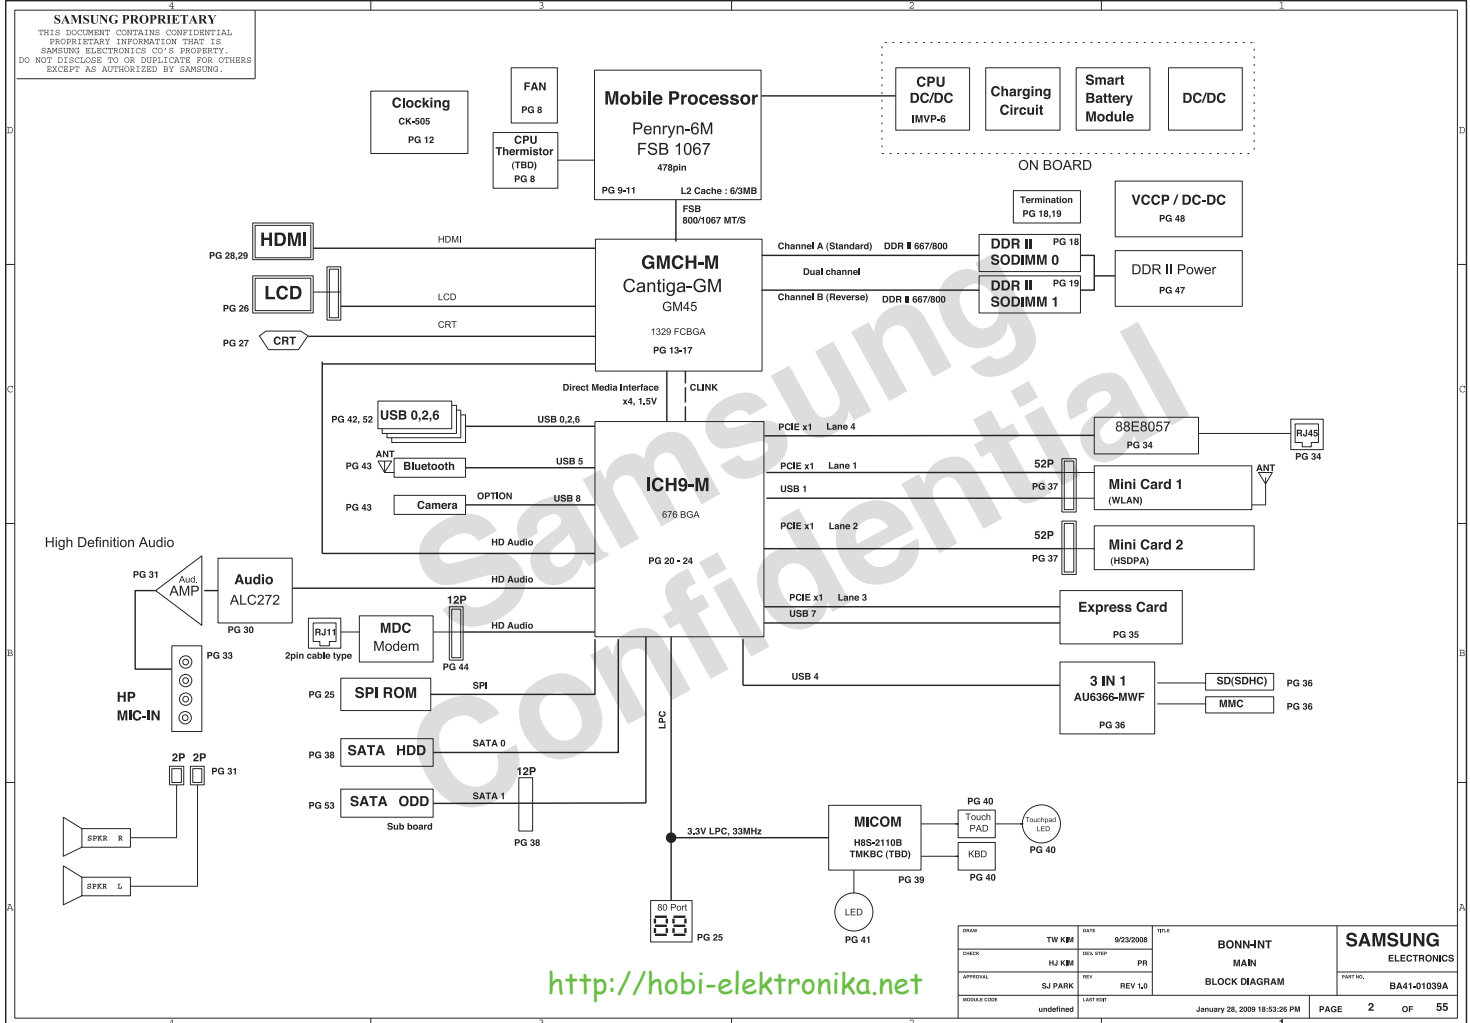 4 3 2 1
SAMSUNG PROPRIETARY
THIS DOCUMENT CONTAINS CONFIDENTIAL
PROPRIETARY INFORMATION THAT IS
SAMSUNG ELECTRONICS CO'S PROPERTY.
DO NOT DISCLOSE TO OR DUPLICATE FOR OTHERS
EXCEPT AS AUTHORIZED BY SAMSUNG.
D
D
C
C
B
B
A
A
Clocking
CK-505
PG 12
FAN
PG 8
CPU
Thermistor
(TBD)
PG 8
Mobile Processor
Penryn-6M
FSB 1067
478pin
PG 9-11 L2 Cache : 6/3MB
FSB
800/1067 MT/S
CPU
DC/DC
IMVP-6
Charging
Circuit
Smart
Battery
Module
DC/DC
ON BOARD
Termination
PG 18,19
VCCP / DC-DC
PG 48
HDMI
PG 28,29
HDMI
LCD
PG 26
LCD
CRT
PG 27
CRT
GMCH-M
Cantiga-GM
GM45
1329 FCBGA
PG 13-17
Channel A (Standard) DDR II 667/800
Dual channel
Channel B (Reverse) DDR II 667/800
DDR II PG 18
SODIMM 0
DDR II PG 19
SODIMM 1
DDR II Power
PG 47
Direct Media Interface
x4, 1.5V
CLINK
PG 42, 52
USB 0,2,6
USB 0,2,6
ANT
PG 43
Bluetooth
USB 5
PG 43
Camera
OPTION
USB 8
HD Audio
ICH9-M
676 BGA
PG 20 - 24
PCIE x1 Lane 4
88E8057
PG 34
RJ45
PG 34
PCIE x1 Lane 1
52P
PG 37
USB 1
Mini Card 1
(WLAN)
ANT
PCIE x1 Lane 2
52P
PG 37
Mini Card 2
(HSDPA)
PCIE x1 Lane 3
USB 7
Express Card
PG 35
USB 4
3 IN 1
AU6366-MWF
PG 36
SD(SDHC)
PG 36
MMC
PG 36
High Definition Audio
PG 31
Aud.
AMP
Audio
ALC272
PG 30
HD Audio
RJ11
2pin cable type
MDC
Modem
12P
PG 44
HD Audio
PG 33
HP
MIC-IN
PG 25
SPI ROM
SPI
PG 38
SATA HDD
SATA 0
PG 53
SATA ODD
SATA 1
Sub board
12P
PG 38
2P 2P
PG 31
SPKR R
SPKR L
LPC
3.3V LPC, 33MHz
80 Port
88
PG 25
MICOM
H8S-2110B
TMKBC (TBD)
PG 39
PG 40
Touch
PAD
Touchpad
LED
PG 40
KBD
PG 40
LED
PG 41
Samsung
Confidential
http://hobi-elektronika.net
DRAW
TW KIM
DATE
9/23/2008
TITLE
BONN-INT
MAIN
BLOCK DIAGRAM
SAMSUNG
ELECTRONICS
CHECK
HJ KIM
DEV. STEP
PR
APPROVAL
SJ PARK
REV
REV 1.0
PART NO.
BA41-01039A
MODULE CODE
undefined
LAST EDIT
January 28, 2009 18:53:26 PM
PAGE 2 OF 55
4 3 2 1